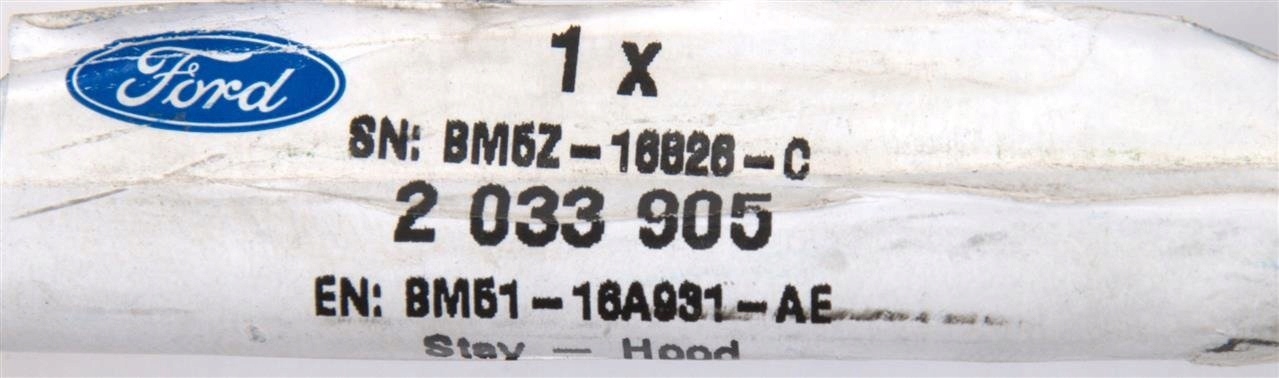 Ford
1 X
SN: BM5Z-16826-C
2 033 905
EN: BM51-16A931-AE
Stay - Hood